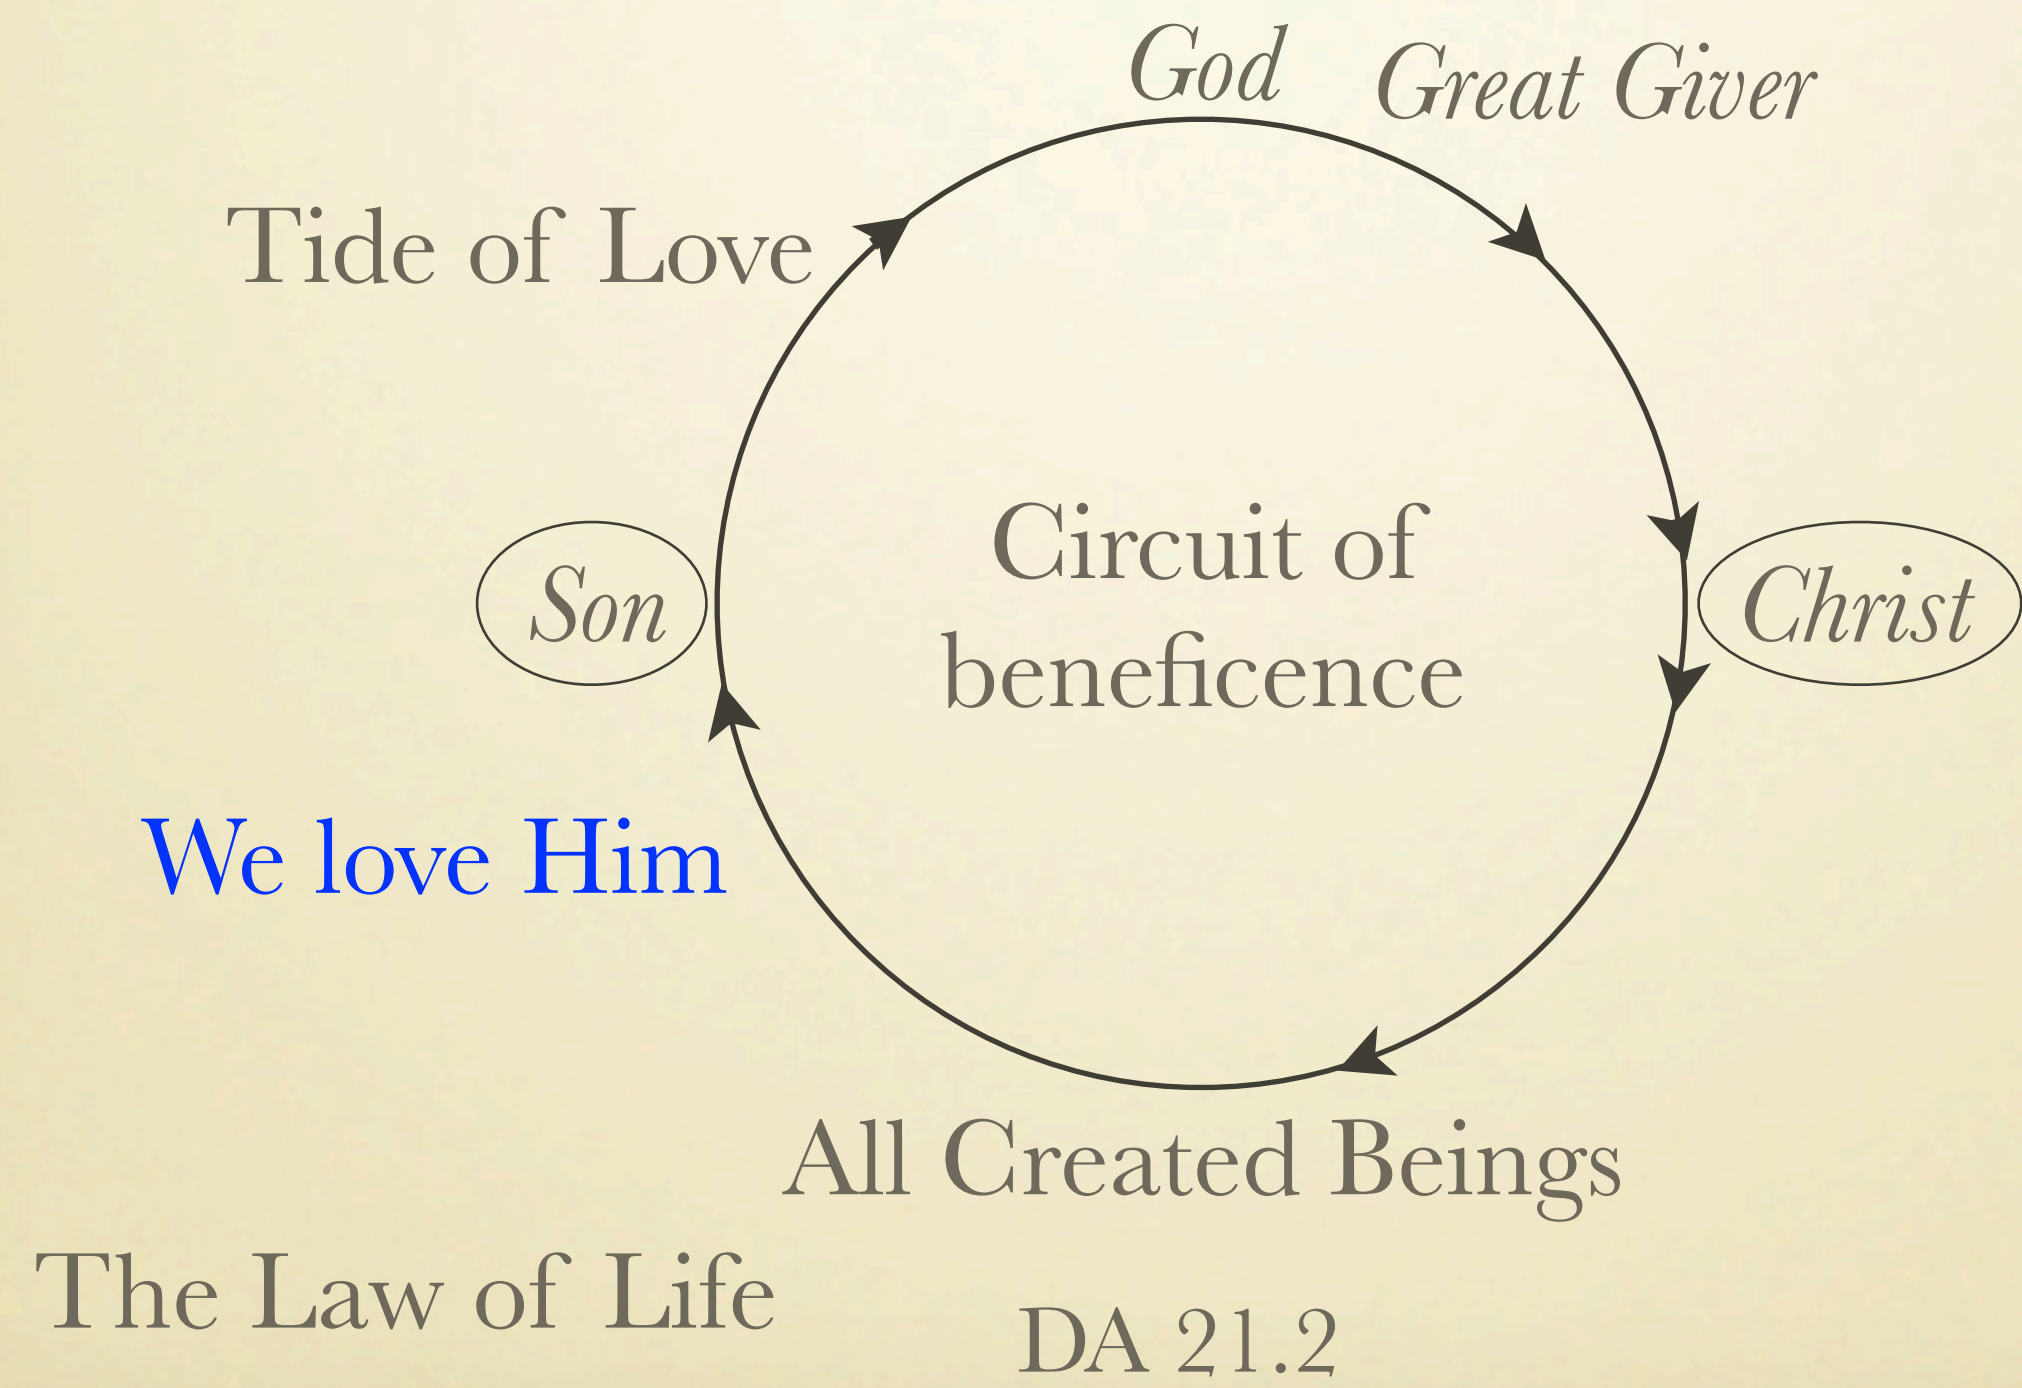 God
Great Giver
Tide of Love
Circuit of
beneficence
Son
Christ
We love Him
All Created Beings
The Law of Life
DA 21.2